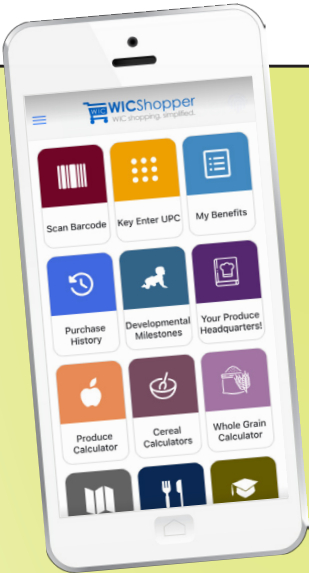 WIC WICShopper
WIC shopping, simplified.
Scan Barcode
Key Enter UPC
My Benefits
Purchase
History
Developmental
Milestones
Your Produce
Headquarters!
Produce
Calculator
Cereal
Calculators
Whole Grain
Calculator